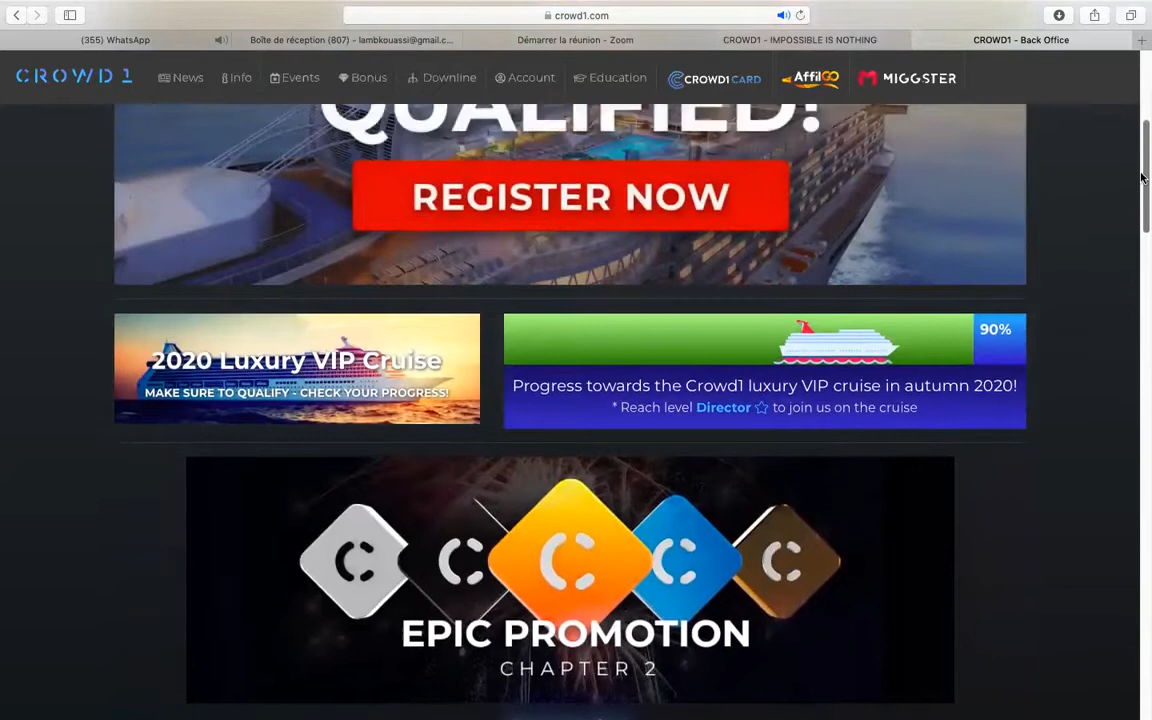 crowd1.com
(355) WhatsApp
Boîte de réception (807) - lambkouassi@gmail.c...
Démarrer la réunion - Zoom
CROWD1 - IMPOSSIBLE IS NOTHING
CROWD1 - Back Office
CROWD1
News
Info
Events
Bonus
Downline
Account
Education
CROWD1 CARD
AffilGO
MIGGSTER
QUALIFIED!
REGISTER NOW
2020 Luxury VIP Cruise
MAKE SURE TO QUALIFY - CHECK YOUR PROGRESS!
90%
Progress towards the Crowd1 luxury VIP cruise in autumn 2020!
* Reach level Director to join us on the cruise
EPIC PROMOTION
CHAPTER 2